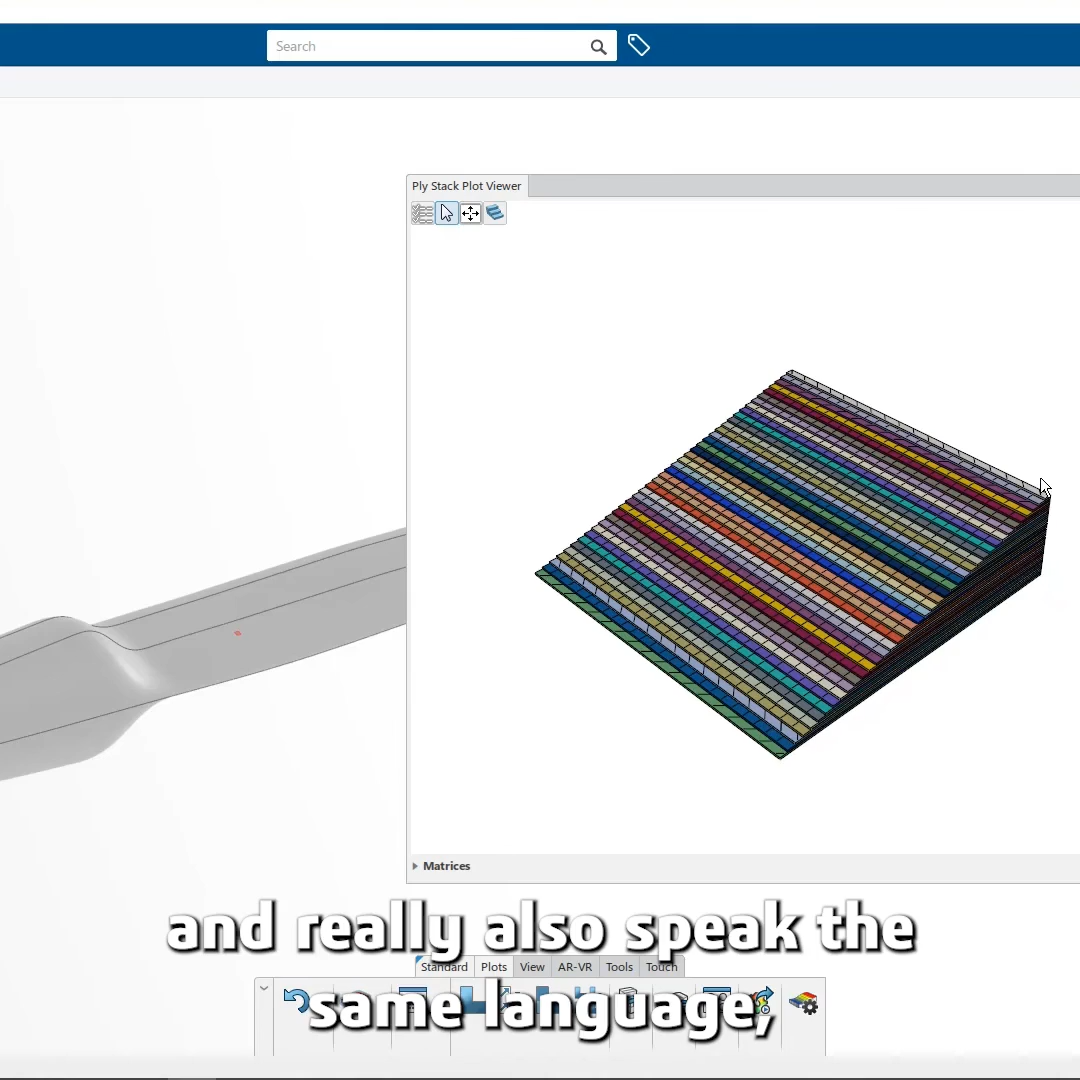 Search
Ply Stack Plot Viewer
Matrices
and really also speak the
Standard Plots View AR-VR Tools Touch
same language,